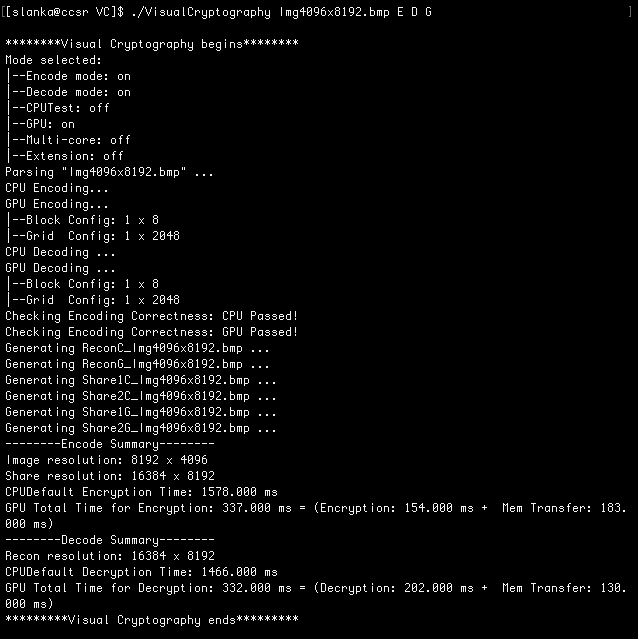 [[slanka@ccsr VC]$ ./VisualCryptography Img4096x8192.bmp E D G ]
********Visual Cryptography begins********
Mode selected:
|--Encode mode: on
|--Decode mode: on
|--CPUTest: off
|--GPU: on
|--Multi-core: off
|--Extension: off
Parsing "Img4096x8192.bmp" ...
CPU Encoding...
GPU Encoding...
|--Block Config: 1 x 8
|--Grid  Config: 1 x 2048
CPU Decoding ...
GPU Decoding ...
|--Block Config: 1 x 8
|--Grid  Config: 1 x 2048
Checking Encoding Correctness: CPU Passed!
Checking Encoding Correctness: GPU Passed!
Generating ReconC_Img4096x8192.bmp ...
Generating ReconG_Img4096x8192.bmp ...
Generating Share1C_Img4096x8192.bmp ...
Generating Share2C_Img4096x8192.bmp ...
Generating Share1G_Img4096x8192.bmp ...
Generating Share2G_Img4096x8192.bmp ...
--------Encode Summary--------
Image resolution: 8192 x 4096
Share resolution: 16384 x 8192
CPUDefault Encryption Time: 1578.000 ms
GPU Total Time for Encryption: 337.000 ms = (Encryption: 154.000 ms +  Mem Transfer: 183.
000 ms)
--------Decode Summary--------
Recon resolution: 16384 x 8192
CPUDefault Decryption Time: 1466.000 ms
GPU Total Time for Decryption: 332.000 ms = (Decryption: 202.000 ms +  Mem Transfer: 130.
000 ms)
*********Visual Cryptography ends*********